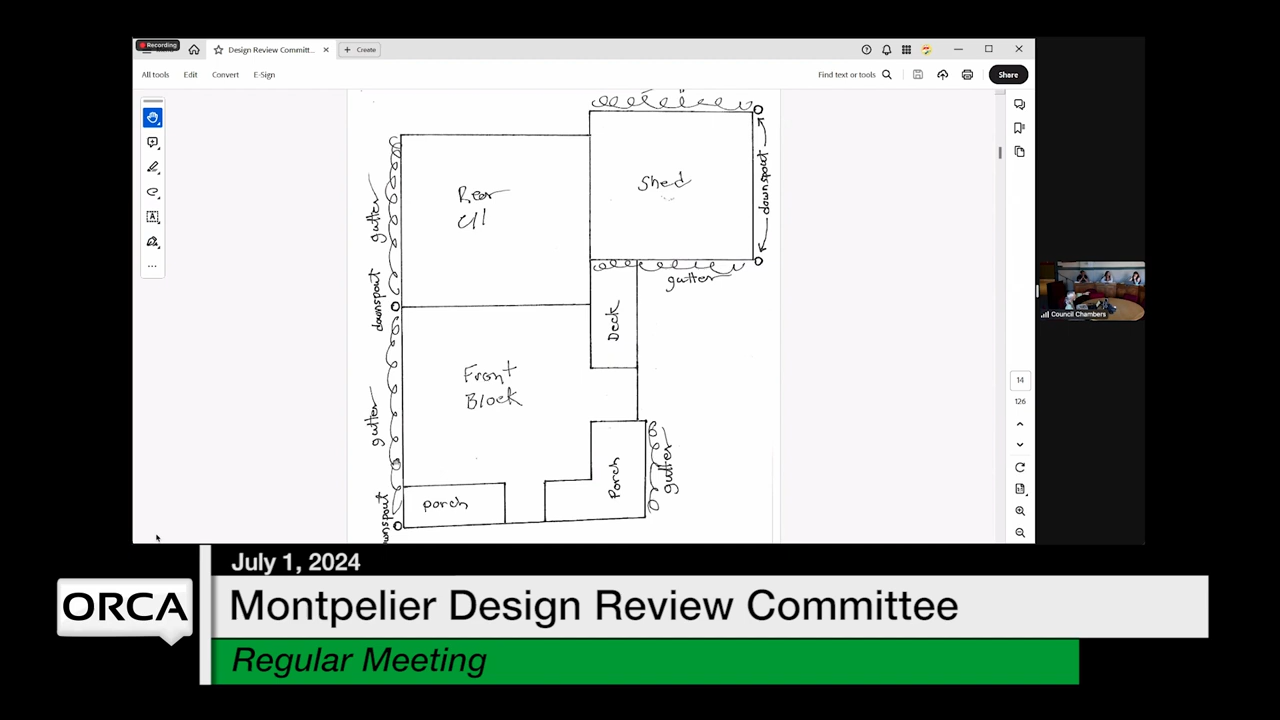 Recording
Design Review Committ...
Create
All tools
Edit
Convert
E-Sign
Find text or tools
Share
Shed
Rear
downspout
gutter
gutter
downspout
Deck
Front
Block
gutter
Porch
gutter
porch
14
126
Council Chambers
July 1, 2024
ORCA
Montpelier Design Review Committee
Regular Meeting